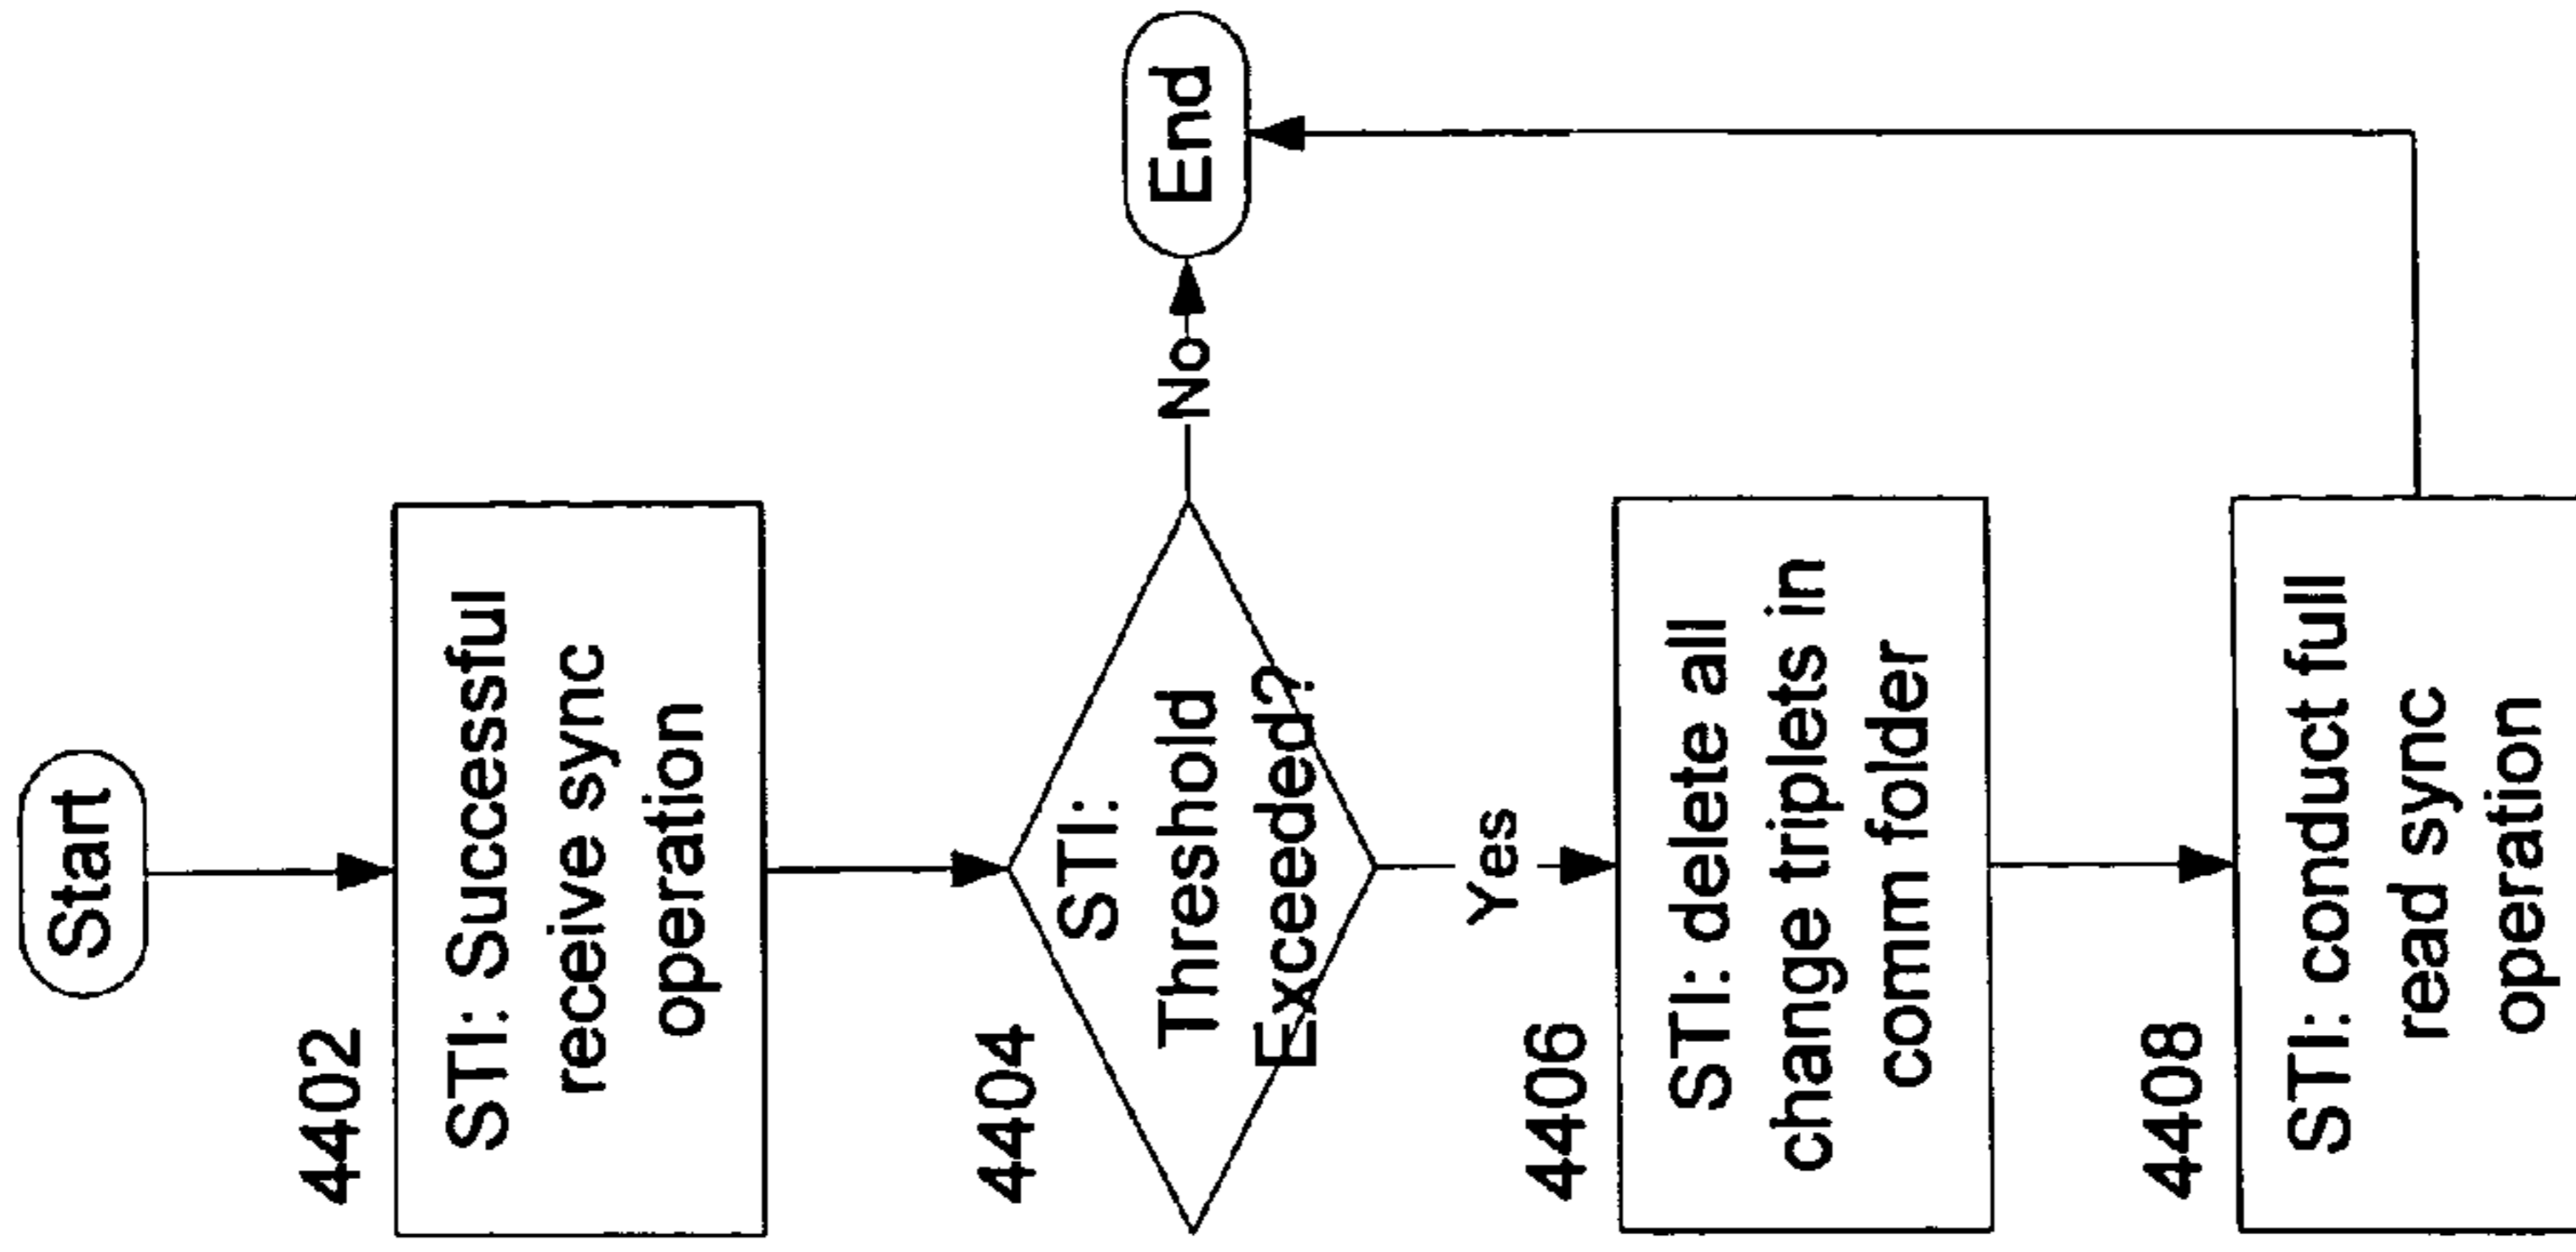 Start
4402
STI: Successful
receive sync
operation
4404
STI:
Threshold
Exceeded?
No
End
Yes
4406
STI: delete all
change triplets in
comm folder
4408
STI: conduct full
read sync
operation